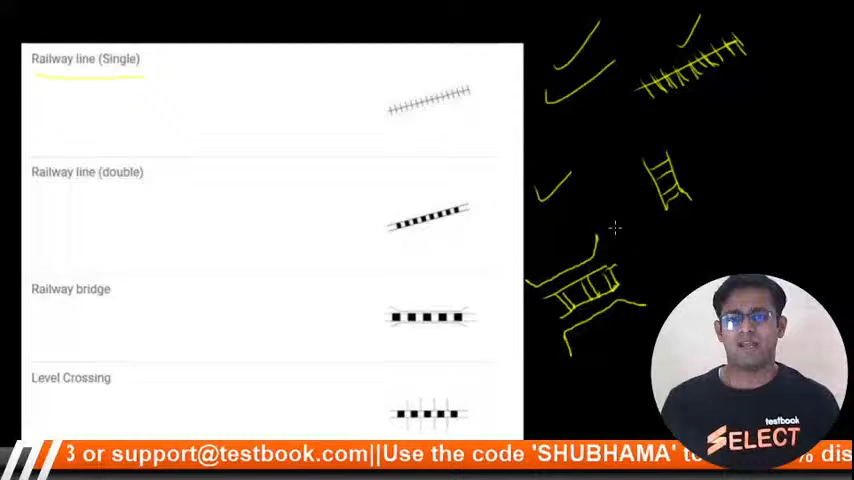 Railway line (Single)
Railway line (double)
Railway bridge
Level Crossing
testbook
SELECT
3 or support@testbook.com||Use the code 'SHUBHAMA' to % dis